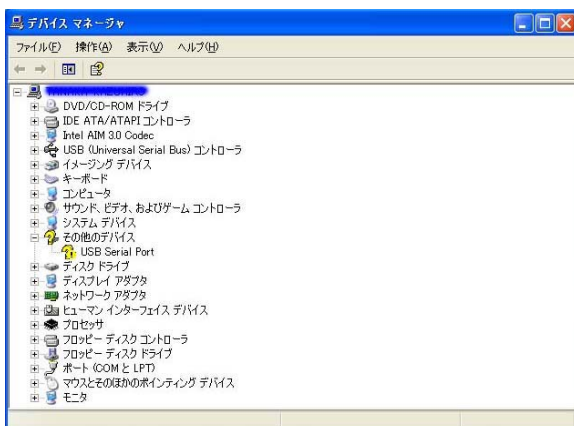 デバイス マネージャ
ファイル(F) 操作(A) 表示(V) ヘルプ(H)
DVD/CD-ROM ドライブ
IDE ATA/ATAPI コントローラ
Intel AIM 3.0 Codec
USB (Universal Serial Bus) コントローラ
イメージング デバイス
キーボード
コンピュータ
サウンド、ビデオ、およびゲーム コントローラ
システム デバイス
その他のデバイス
USB Serial Port
ディスク ドライブ
ディスプレイ アダプタ
ネットワーク アダプタ
ヒューマン インターフェイス デバイス
プロセッサ
フロッピー ディスク コントローラ
フロッピー ディスク ドライブ
ポート (COM と LPT)
マウスとそのほかのポインティング デバイス
モニタ